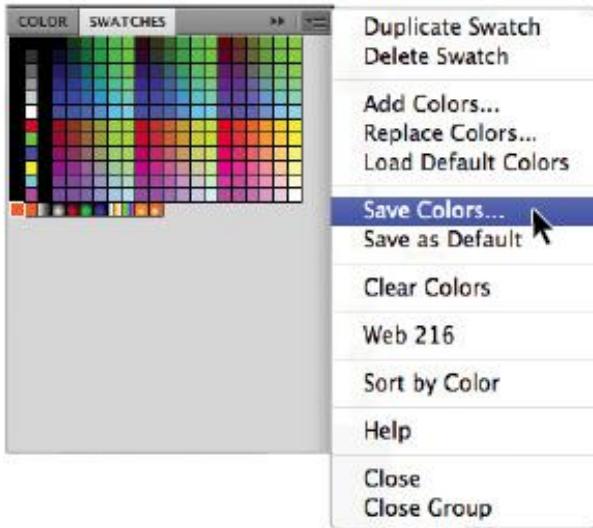 COLOR
SWATCHES
Duplicate Swatch
Delete Swatch
Add Colors...
Replace Colors...
Load Default Colors
Save Colors...
Save as Default
Clear Colors
Web 216
Sort by Color
Help
Close
Close Group